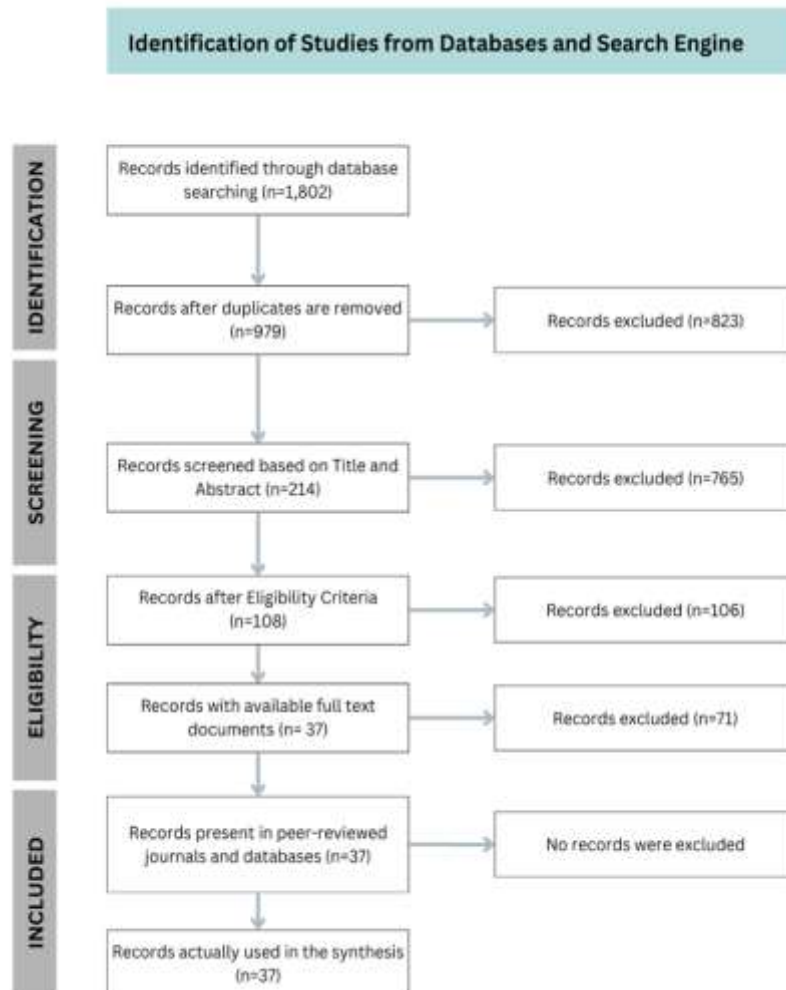 Identification of Studies from Databases and Search Engine
IDENTIFICATION
Records identified through database
searching (n=1,802)
Records after duplicates are removed
(n=979)
Records excluded (n=823)
SCREENING
Records screened based on Title and
Abstract (n=214)
Records excluded (n=765)
ELIGIBILITY
Records after Eligibility Criteria
(n=108)
Records excluded (n=106)
Records with available full text
documents (n= 37)
Records excluded (n=71)
INCLUDED
Records present in peer-reviewed
journals and databases (n=37)
No records were excluded
Records actually used in the synthesis
(n=37)